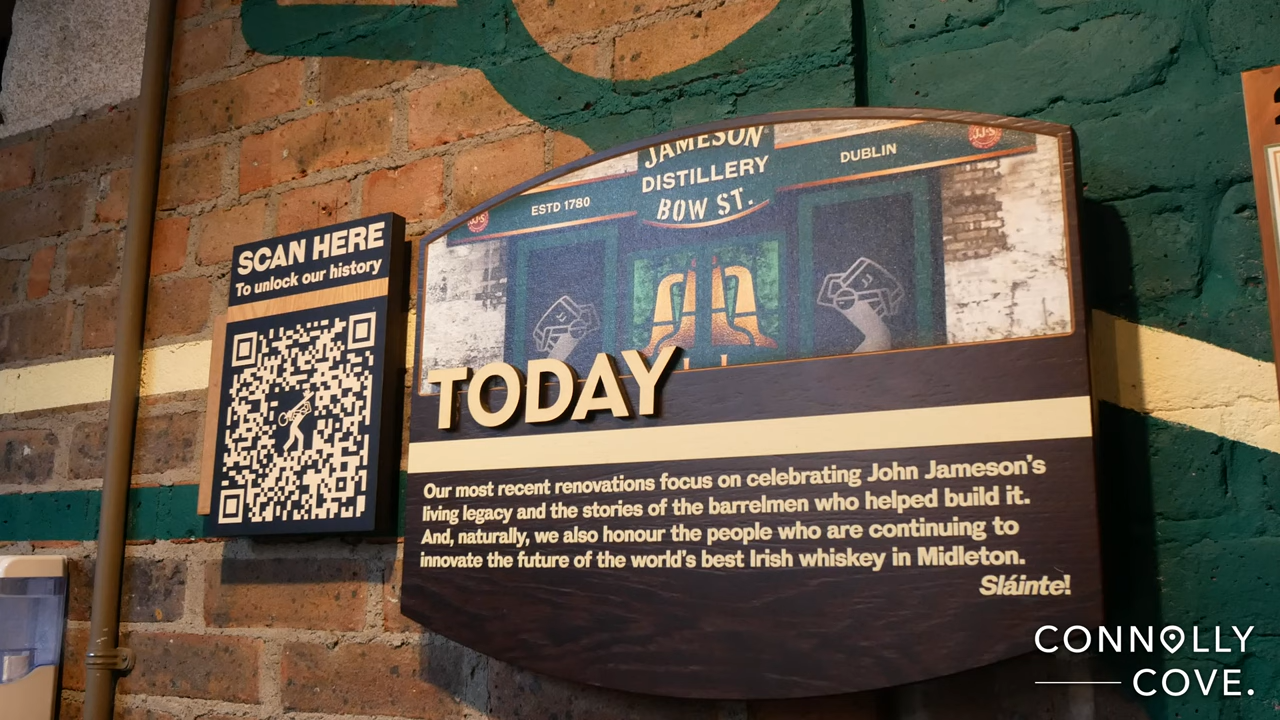 SCAN HERE
To unlock our history
JAMESON
DISTILLERY
BOW ST.
ESTD 1780
DUBLIN
JJ·S
JJ·S
TODAY
Our most recent renovations focus on celebrating John Jameson's
living legacy and the stories of the barrelmen who helped build it.
And, naturally, we also honour the people who are continuing to
innovate the future of the world's best Irish whiskey in Midleton.
Sláinte!
CONNOLLY
COVE.